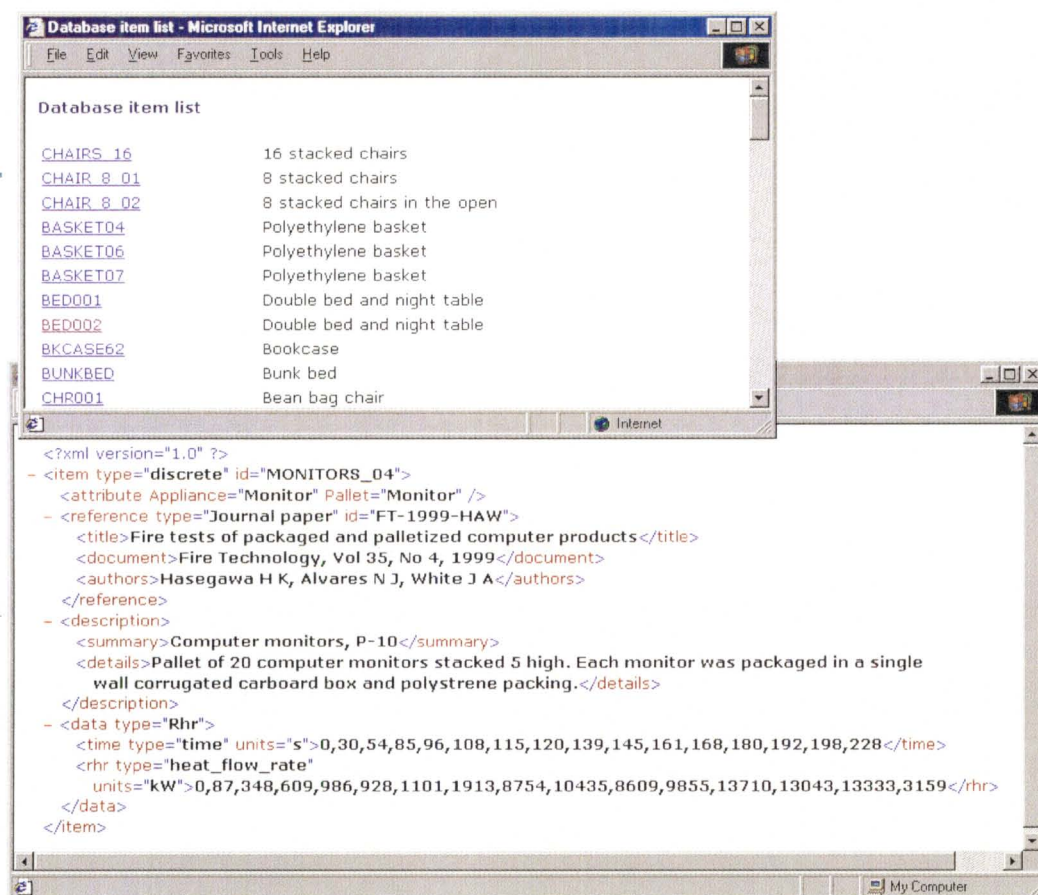 Database item list - Microsoft Internet Explorer
File Edit View Favorites Tools Help
Database item list
CHAIRS_16 16 stacked chairs
CHAIR_8_01 8 stacked chairs
CHAIR_8_02 8 stacked chairs in the open
BASKET04 Polyethylene basket
BASKET06 Polyethylene basket
BASKET07 Polyethylene basket
BED001 Double bed and night table
BED002 Double bed and night table
BKCASE62 Bookcase
BUNKBED Bunk bed
CHR001 Bean bag chair
Internet
<?xml version="1.0" ?>
- <item type="discrete" id="MONITORS_04">
<attribute Appliance="Monitor" Pallet="Monitor" />
- <reference type="Journal paper" id="FT-1999-HAW">
<title>Fire tests of packaged and palletized computer products</title>
<document>Fire Technology, Vol 35, No 4, 1999</document>
<authors>Hasegawa H K, Alvares N J, White J A</authors>
</reference>
- <description>
<summary>Computer monitors, P-10</summary>
<details>Pallet of 20 computer monitors stacked 5 high. Each monitor was packaged in a single
wall corrugated carboard box and polystrene packing.</details>
</description>
- <data type="Rhr">
<time type="time" units="s">0,30,54,85,96,108,115,120,139,145,161,168,180,192,198,228</time>
<rhr type="heat_flow_rate"
units="kW">0,87,348,609,986,928,1101,1913,8754,10435,8609,9855,13710,13043,13333,3159</rhr>
</data>
</item>
My Computer